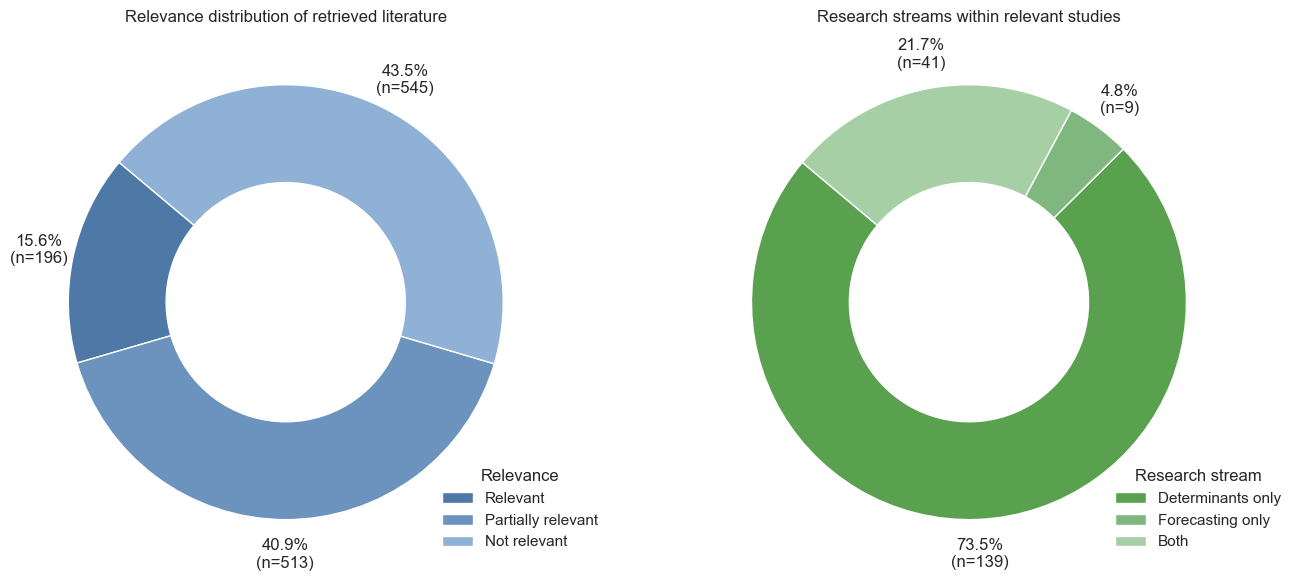 Relevance distribution of retrieved literature
43.5%
(n=545)
15.6%
(n=196)
40.9%
(n=513)
Relevance
Relevant
Partially relevant
Not relevant
Research streams within relevant studies
21.7%
(n=41)
4.8%
(n=9)
73.5%
(n=139)
Research stream
Determinants only
Forecasting only
Both